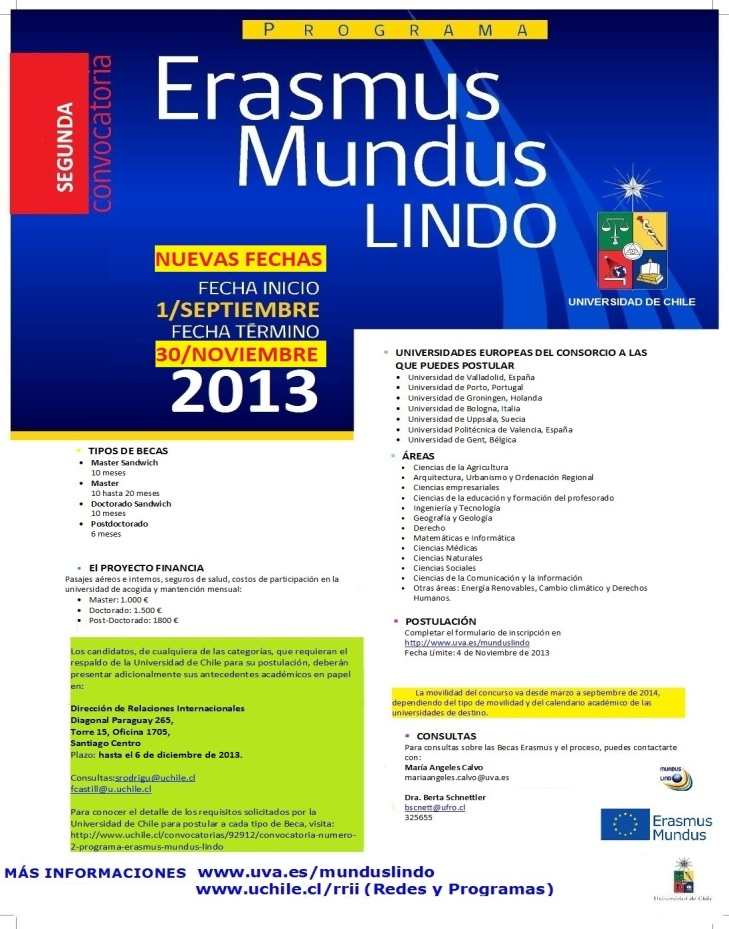 PROGRAMA
Erasmus
Mundus
LINDO
SEGUNDA
convocatoria
NUEVAS FECHAS
FECHA INICIO
1/SEPTIEMBRE
FECHA TÉRMINO
30/NOVIEMBRE
2013
UNIVERSIDAD DE CHILE
TIPOS DE BECAS
Master Sandwich
10 meses
Master
10 hasta 20 meses
Doctorado Sandwich
10 meses
Postdoctorado
6 meses
El PROYECTO FINANCIA
Pasajes aéreos e internos, seguros de salud, costos de participación en la
universidad de acogida y mantención mensual:
Master: 1.000 €
Doctorado: 1.500 €
Post-Doctorado: 1800 €
Los candidatos, de cualquiera de las categorías, que requieran el
respaldo de la Universidad de Chile para su postulación, deberán
presentar adicionalmente sus antecedentes académicos en papel
en:
Dirección de Relaciones Internacionales
Diagonal Paraguay 265,
Torre 15, Oficina 1705,
Santiago Centro
Plazo: hasta el 6 de diciembre de 2013.
Consultas:srodrigu@uchile.cl
fcastill@u.uchile.cl
Para conocer el detalle de los requisitos solicitados por la
Universidad de Chile para postular a cada tipo de Beca, visita:
http://www.uchile.cl/convocatorias/92912/convocatoria-numero-
2-programa-erasmus-mundus-lindo
UNIVERSIDADES EUROPEAS DEL CONSORCIO A LAS
QUE PUEDES POSTULAR
Universidad de Valladolid, España
Universidad de Porto, Portugal
Universidad de Groningen, Holanda
Universidad de Bologna, Italia
Universidad de Uppsala, Suecia
Universidad Politécnica de Valencia, España
Universidad de Gent, Bélgica
ÁREAS
Ciencias de la Agricultura
Arquitectura, Urbanismo y Ordenación Regional
Ciencias empresariales
Ciencias de la educación y formación del profesorado
Ingeniería y Tecnología
Geografía y Geología
Derecho
Matemáticas e Informática
Ciencias Médicas
Ciencias Naturales
Ciencias Sociales
Ciencias de la Comunicación y la Información
Otras áreas: Energía Renovables, Cambio climático y Derechos
Humanos.
POSTULACIÓN
Completar el formulario de inscripción en
http://www.uva.es/munduslindo
Fecha Límite: 4 de Noviembre de 2013
La movilidad del concurso va desde marzo a septiembre de 2014,
dependiendo del tipo de movilidad y del calendario académico de las
universidades de destino.
CONSULTAS
Para consultas sobre las Becas Erasmus y el proceso, puedes contactarte
con:
María Angeles Calvo
mariaangeles.calvo@uva.es
Dra. Berta Schnettler
bscnett@ufro.cl
325655
MUNDUS
LINDO
Erasmus
Mundus
Universidad de Chile
MÁS INFORMACIONES www.uva.es/munduslindo
www.uchile.cl/rrii (Redes y Programas)